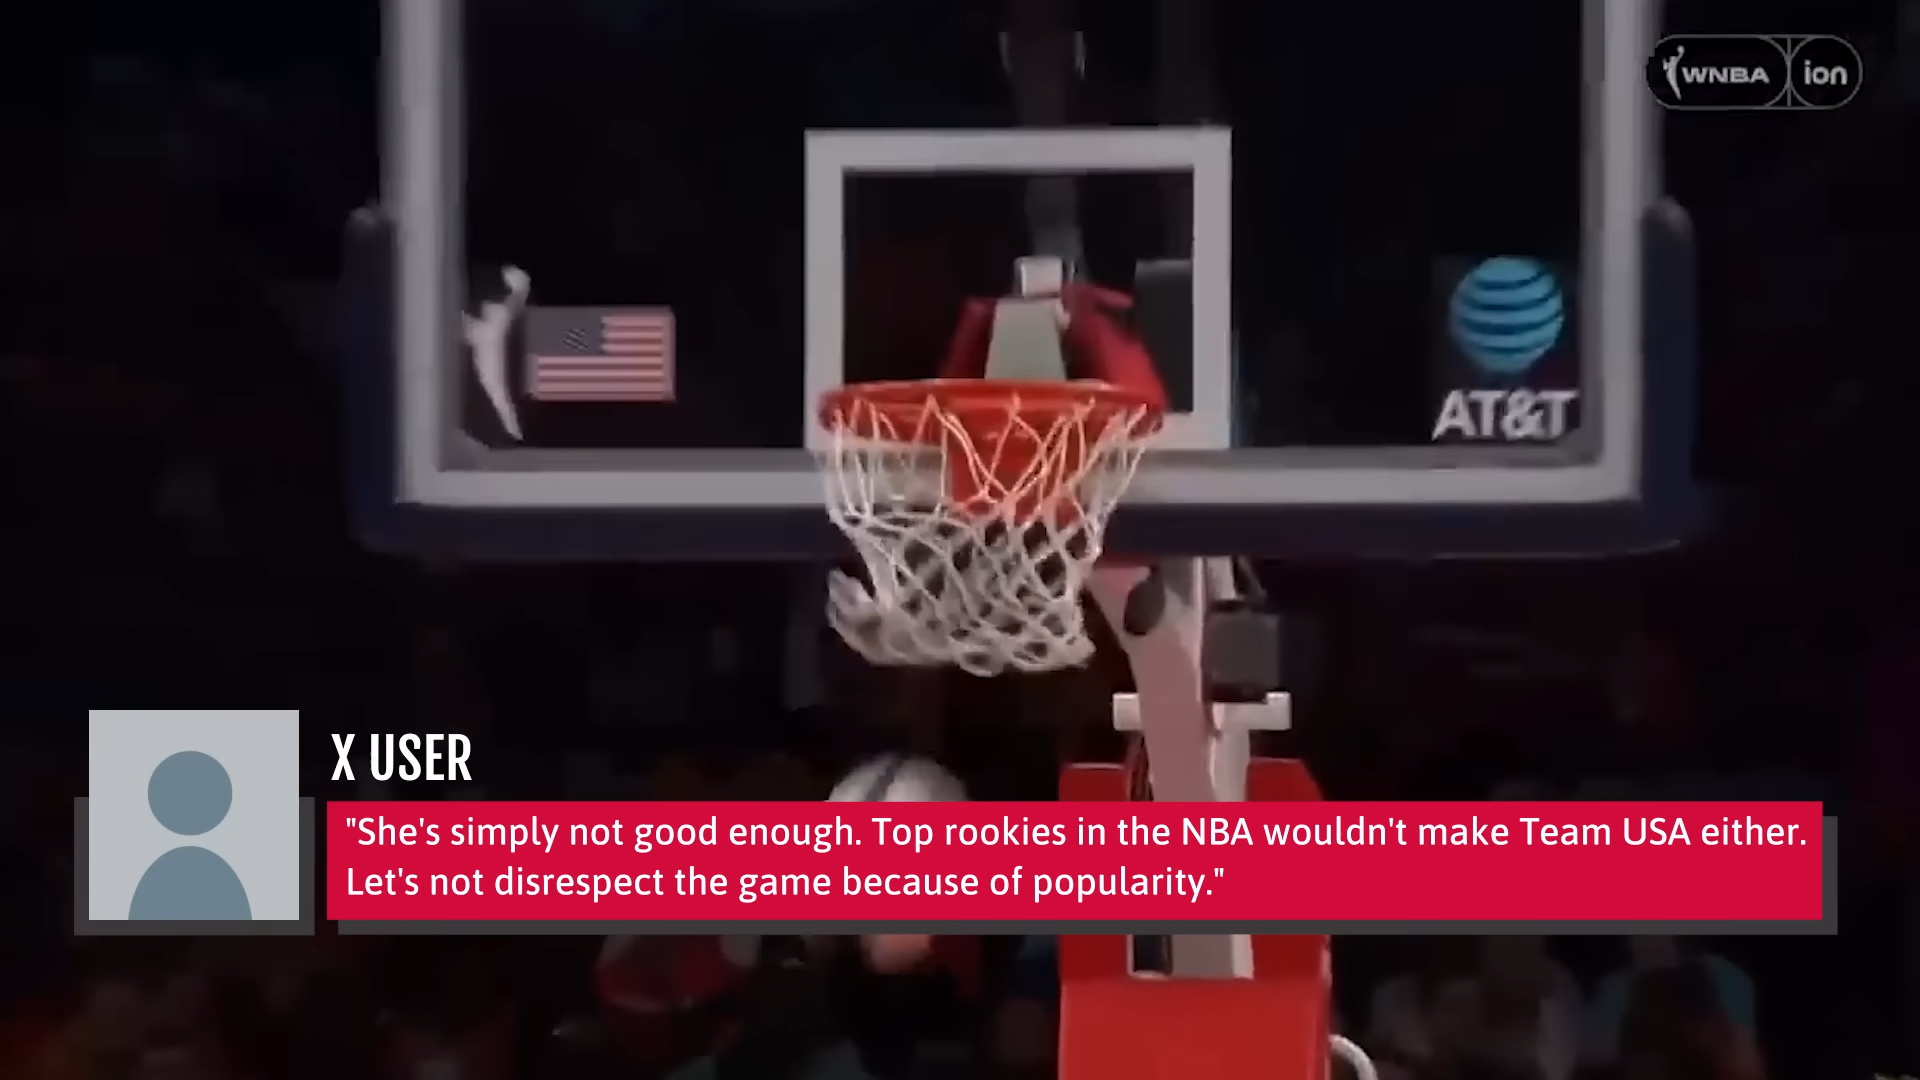 WNBA ion
AT&T
X USER
"She's simply not good enough. Top rookies in the NBA wouldn't make Team USA either.
Let's not disrespect the game because of popularity."